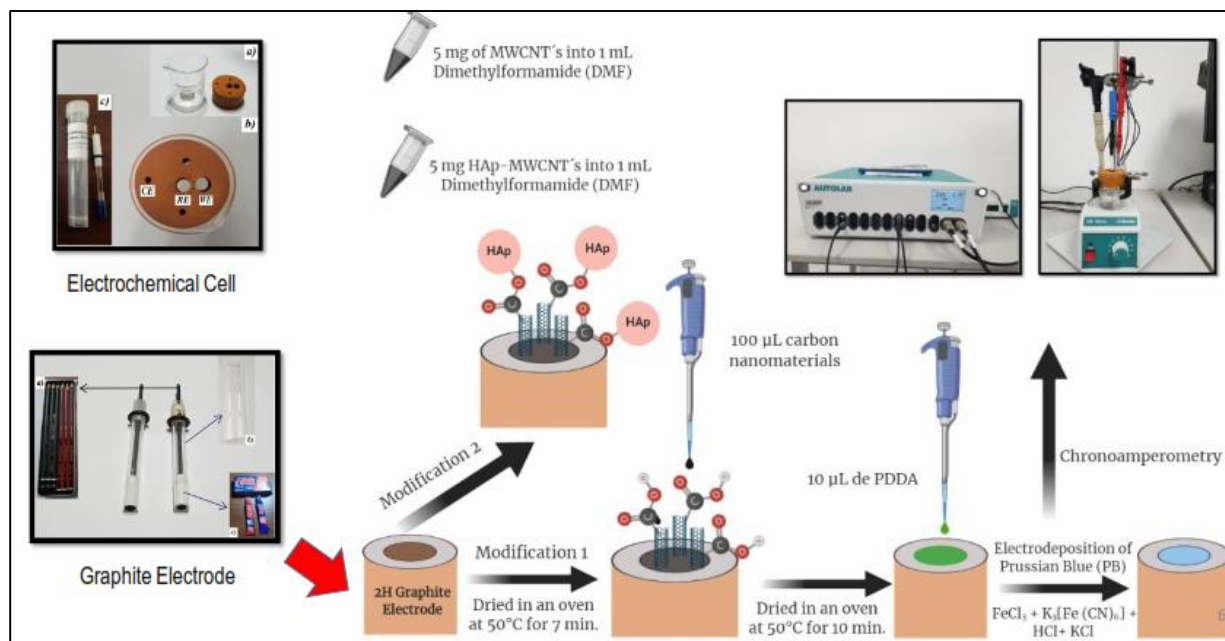 a)
c)
b)
CE
RE
WE
Electrochemical Cell
a)
b)
c)
Graphite Electrode
5 mg of MWCNT´s into 1 mL
Dimethylformamide (DMF)
5 mg HAp-MWCNT´s into 1 mL
Dimethylformamide (DMF)
AUTOLAB
HAp
HAp
HAp
O
O
C
C
O
O
C
O
O
100 µL carbon
nanomaterials
Modification 2
2H Graphite
Electrode
Modification 1
Dried in an oven
at 50°C for 7 min.
H
H
H
O
O
C
C
O
O
C
O
O
Dried in an oven
at 50°C for 10 min.
10 µL de PDDA
Chronoamperometry
Electrodeposition of
Prussian Blue (PB)
FeCl₃ + K₃[Fe (CN)₆] +
HCl+ KCl